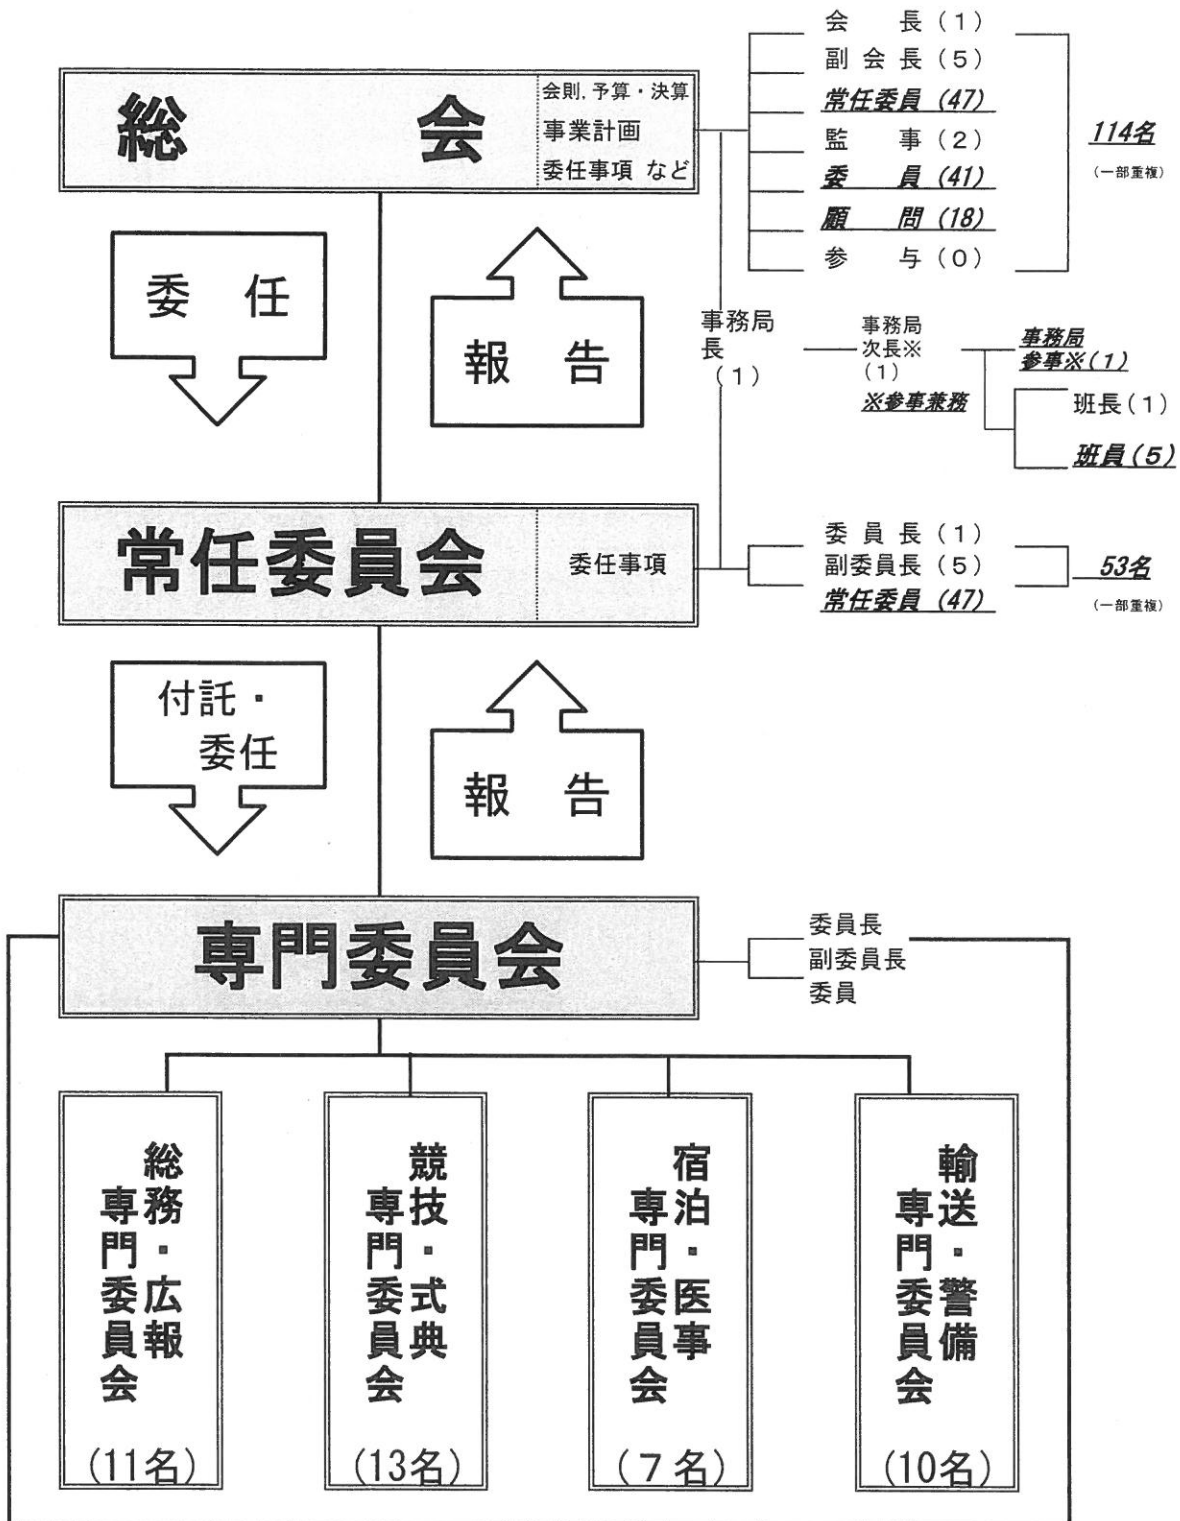 総 会
会則，予算・決算
事業計画
委任事項 など
会 長（1）
副会長（5）
常任委員（47）
監 事（2）
委 員（41）
顧 問（18）
参 与（0）
114名
（一部重複）
委 任
報 告
事務局
長
（1）
事務局
次長※
（1）
※参事兼務
事務局
参事※（1）
班長（1）
班員（5）
常任委員会
委任事項
委員長（1）
副委員長（5）
常任委員（47）
53名
（一部重複）
付託・
委任
報 告
専門委員会
委員長
副委員長
委員
総務・広報
専門委員会
（11名）
競技・式典
専門委員会
（13名）
宿泊・医事
専門委員会
（7名）
輸送・警備
専門委員会
（10名）